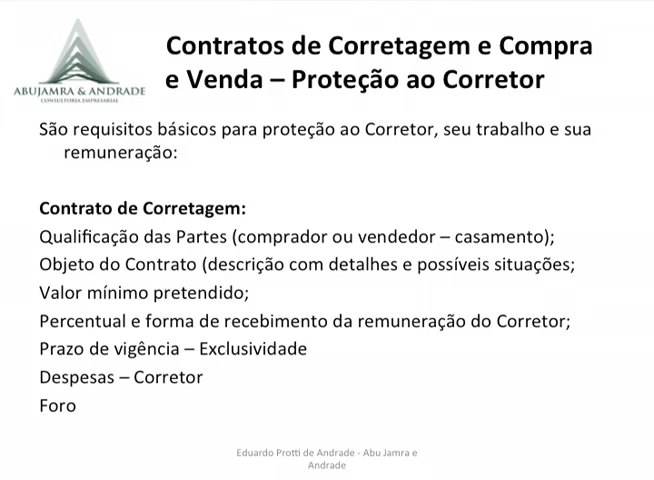 ABUJAMRA & ANDRADE
CONSULTORIA EMPRESARIAL
Contratos de Corretagem e Compra
e Venda – Proteção ao Corretor
São requisitos básicos para proteção ao Corretor, seu trabalho e sua
remuneração:
Contrato de Corretagem:
Qualificação das Partes (comprador ou vendedor – casamento);
Objeto do Contrato (descrição com detalhes e possíveis situações;
Valor mínimo pretendido;
Percentual e forma de recebimento da remuneração do Corretor;
Prazo de vigência – Exclusividade
Despesas – Corretor
Foro
Eduardo Protti de Andrade - Abu Jamra e
Andrade